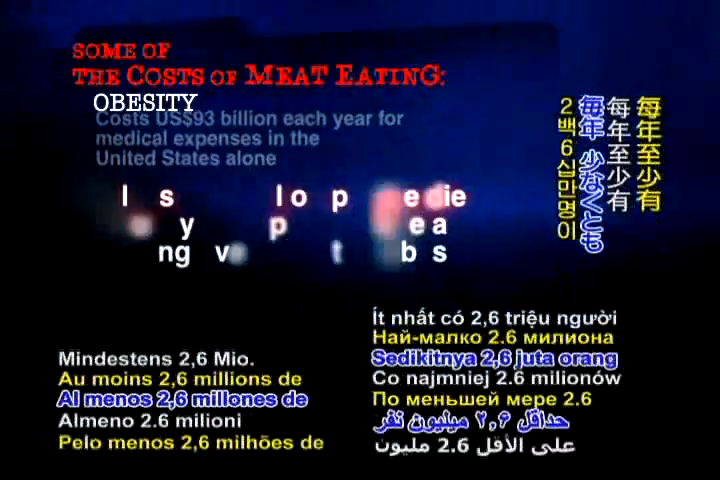 SOME OF
THE COSTS OF MEAT EATING:
OBESITY
Costs US$93 billion each year for
medical expenses in the
United States alone
每年至少有
每年至少有
毎年 少なくとも
2백6십만명이
Mindestens 2,6 Mio.
Au moins 2,6 millions de
Al menos 2,6 millones de
Almeno 2.6 milioni
Pelo menos 2,6 milhões de
Ít nhất có 2,6 triệu người
Най-малко 2.6 милиона
Sedikitnya 2,6 juta orang
Co najmniej 2.6 milionów
По меньшей мере 2.6
حداقل ۲,۶ میلیون نفر
على الأقل 2.6 مليون